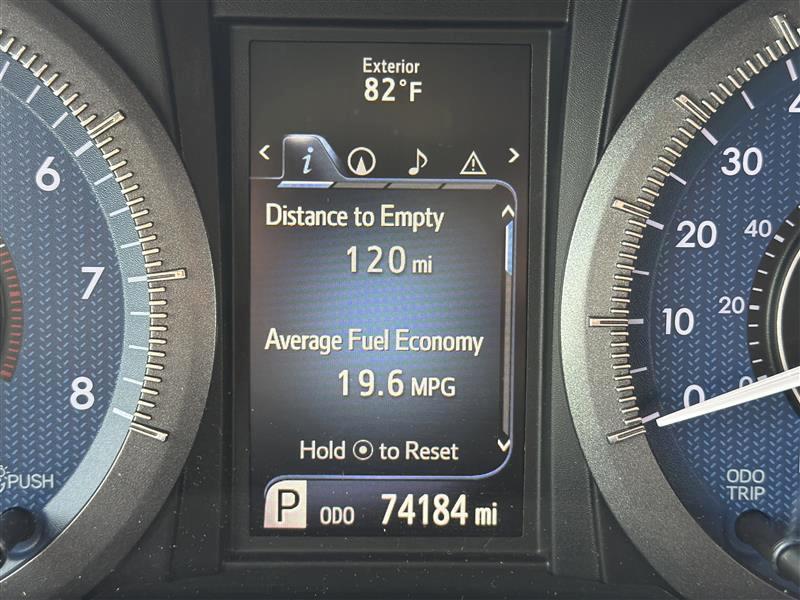 Exterior
82°F
i
Distance to Empty
120 mi
Average Fuel Economy
19.6 MPG
Hold ⊙ to Reset
P ODO 74184 mi
6
7
8
PUSH
30
20
10
0
40
20
ODO
TRIP